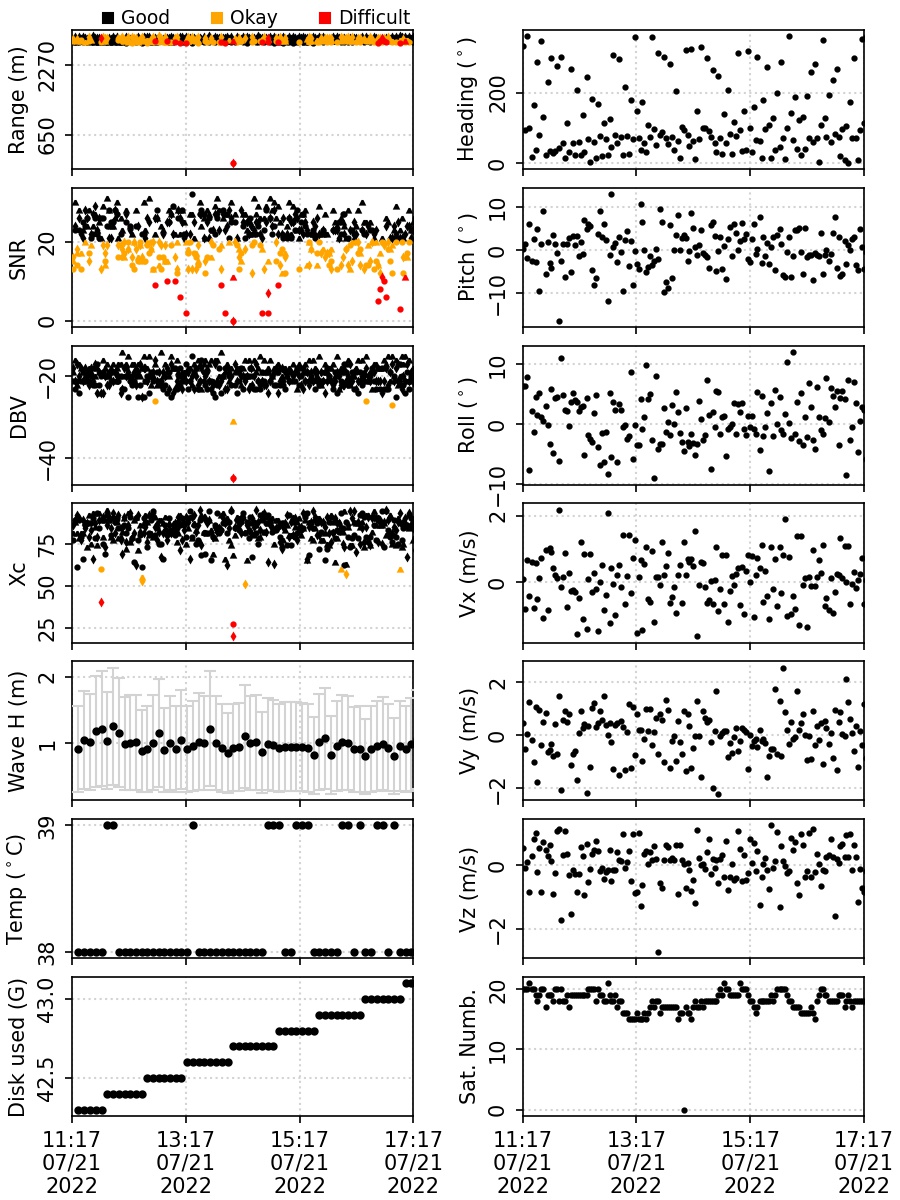 Good Okay Difficult
Range (m)
2270
650
Heading (°)
200
0
SNR
20
0
Pitch (°)
10
0
−10
DBV
−20
−40
Roll (°)
10
0
−10
Xc
75
50
25
Vx (m/s)
2
0
Wave H (m)
2
1
Vy (m/s)
2
0
−2
Temp (°C)
39
38
Vz (m/s)
0
−2
Disk used (G)
43.0
42.5
Sat. Numb.
20
10
0
11:17 13:17 15:17 17:17
07/21 07/21 07/21 07/21
2022 2022 2022 2022
11:17 13:17 15:17 17:17
07/21 07/21 07/21 07/21
2022 2022 2022 2022